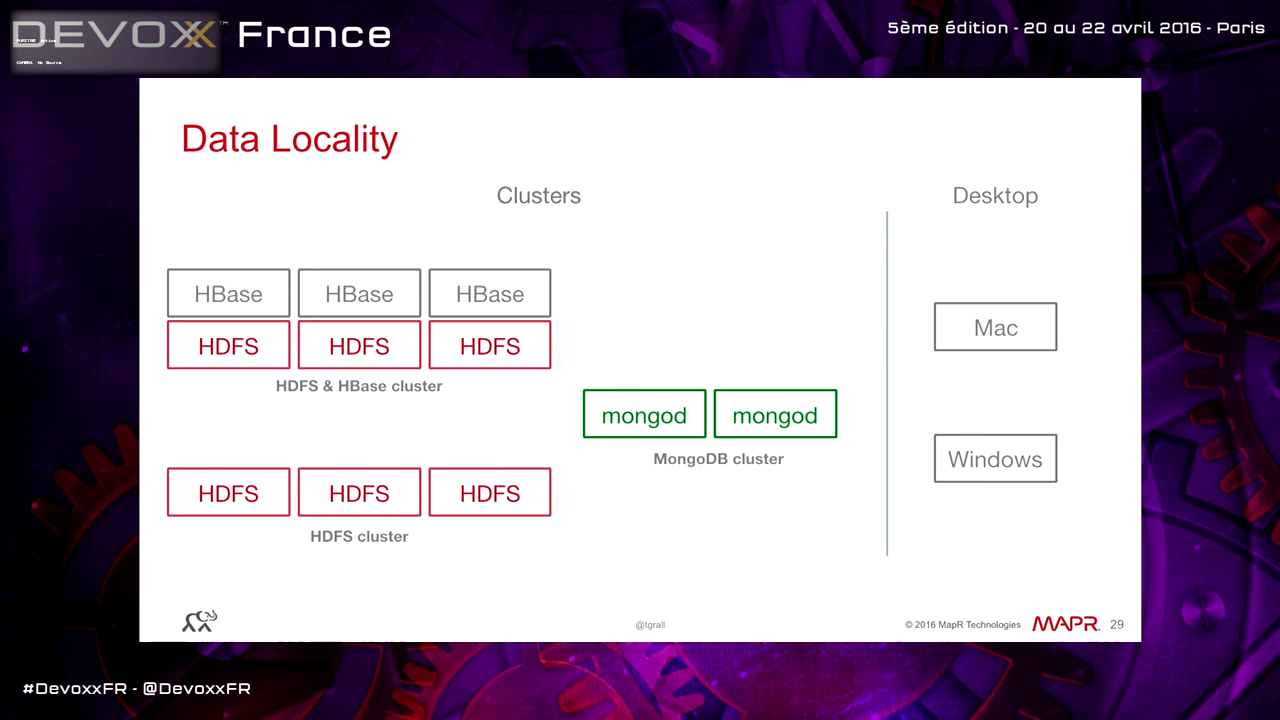 DEVOXX™ France
5ème édition - 20 au 22 avril 2016 - Paris
Data Locality
Clusters
Desktop
HBase HBase HBase
HDFS HDFS HDFS
HDFS & HBase cluster
mongod mongod
MongoDB cluster
HDFS HDFS HDFS
HDFS cluster
Mac
Windows
@tgrall
© 2016 MapR Technologies
MAPR
29
#DevoxxFR - @DevoxxFR